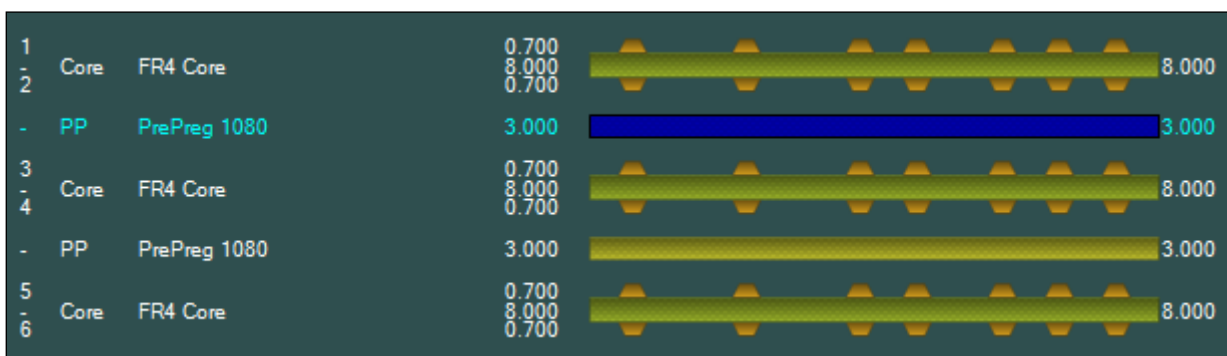 1 0.700
- Core FR4 Core 8.000 8.000
2 0.700
- PP PrePreg 1080 3.000 3.000
3 0.700
- Core FR4 Core 8.000 8.000
4 0.700
- PP PrePreg 1080 3.000 3.000
5 0.700
- Core FR4 Core 8.000 8.000
6 0.700